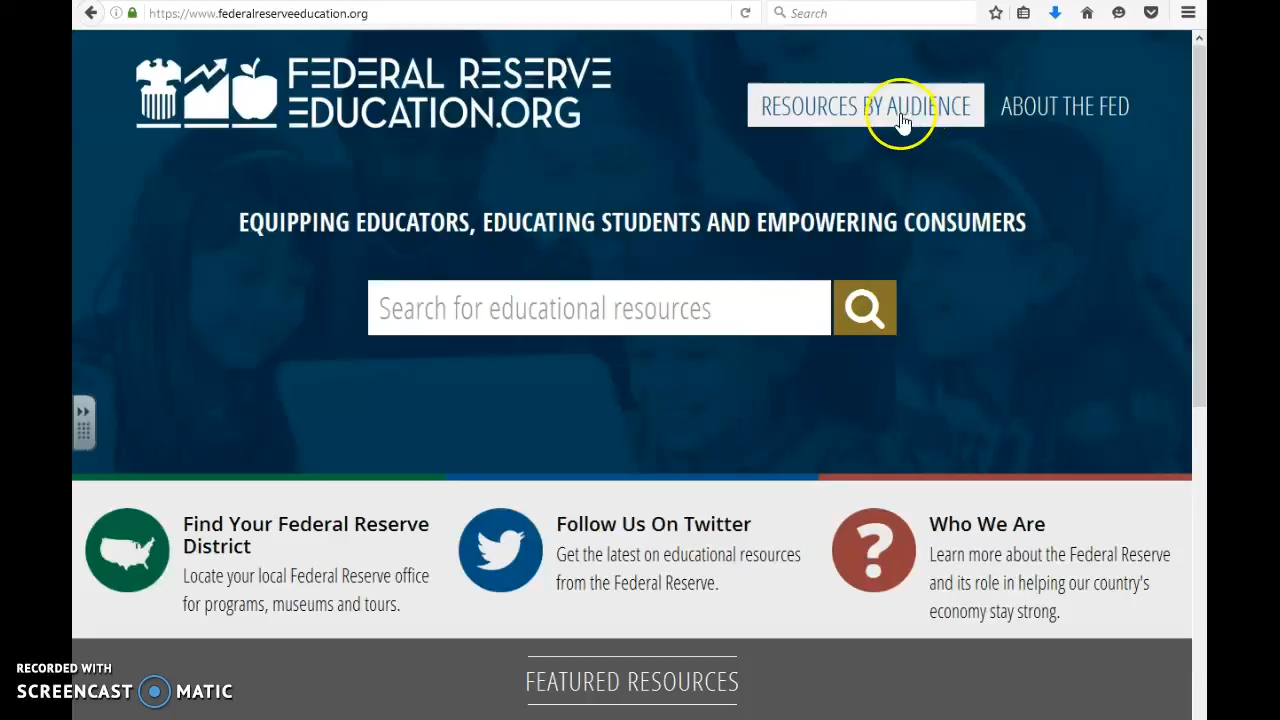 https://www.federalreserveeducation.org
Search
FEDERAL RESERVE
EDUCATION.ORG
RESOURCES BY AUDIENCE
ABOUT THE FED
EQUIPPING EDUCATORS, EDUCATING STUDENTS AND EMPOWERING CONSUMERS
Search for educational resources
Find Your Federal Reserve
District
Locate your local Federal Reserve office
for programs, museums and tours.
Follow Us On Twitter
Get the latest on educational resources
from the Federal Reserve.
Who We Are
Learn more about the Federal Reserve
and its role in helping our country's
economy stay strong.
FEATURED RESOURCES
RECORDED WITH
SCREENCAST MATIC